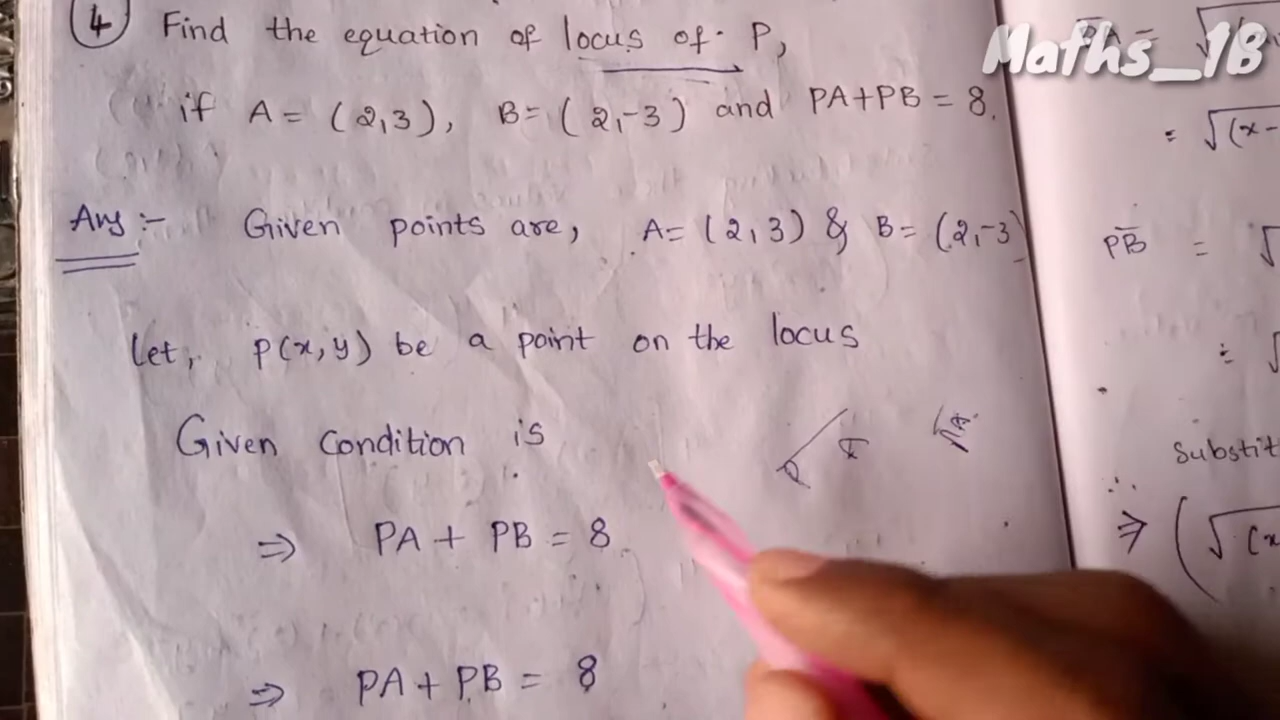 4 Find the equation of locus of P,
if A = (2,3), B = (2,-3) and PA+PB = 8.
Ans :- Given points are, A = (2,3) & B = (2,-3)
Let, P(x,y) be a point on the locus
Given Condition is
⇒ PA + PB = 8
⇒ PA + PB = 8
Maths_1B
PA = √
= √(x-
PB = √
= √
Substit
∴
⇒ (√(x